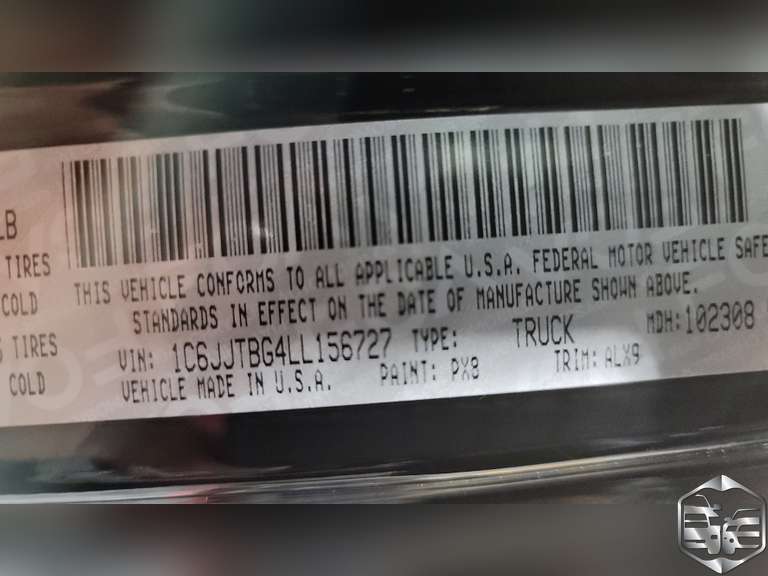 LB
TIRES
COLD
TIRES
COLD
THIS VEHICLE CONFORMS TO ALL APPLICABLE U.S.A. FEDERAL MOTOR VEHICLE SAFE
STANDARDS IN EFFECT ON THE DATE OF MANUFACTURE SHOWN ABOVE.
VIN: 1C6JJTBG4LL156727 TYPE: TRUCK MDH:102308
VEHICLE MADE IN U.S.A. PAINT: PX8 TRIM: ALX9